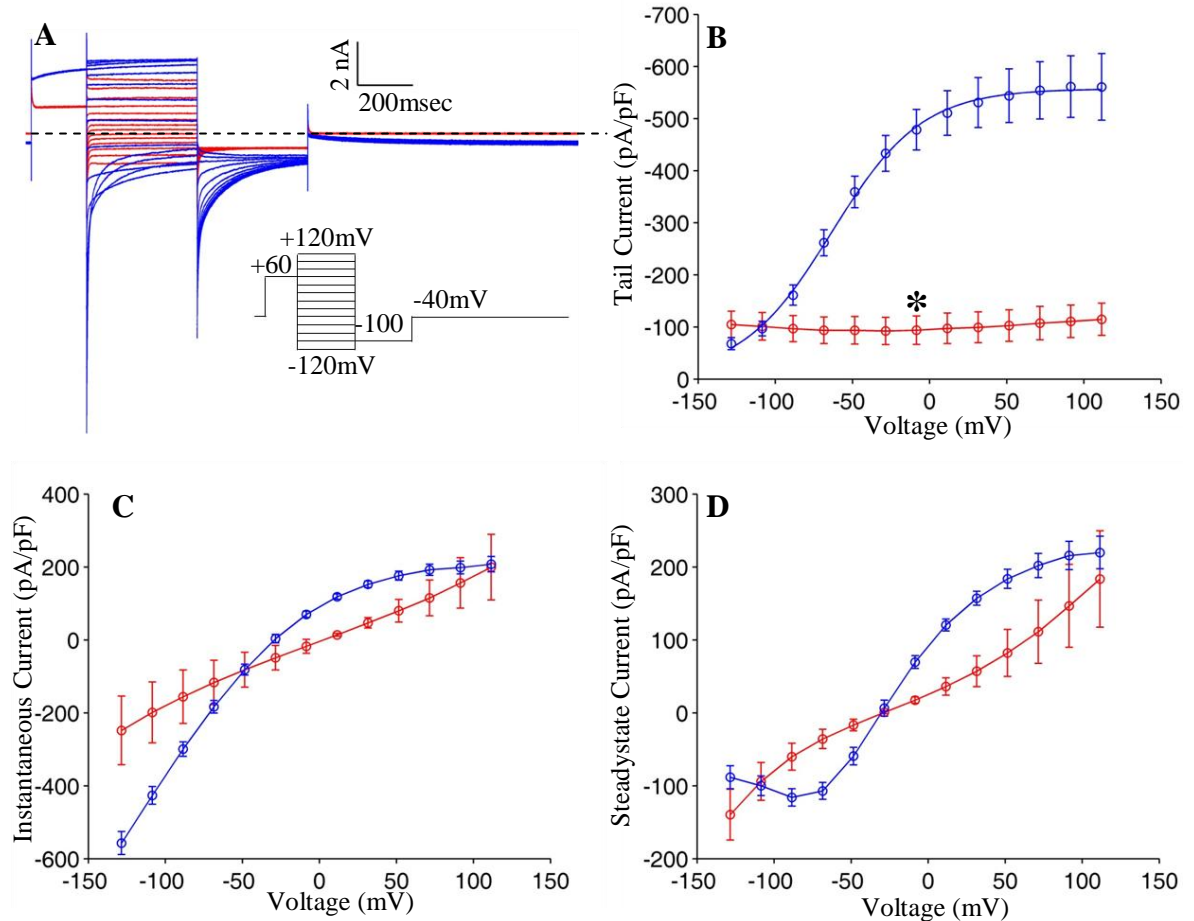 A
2 nA
200msec
+120mV
+60
-40mV
-100
-120mV
B
Tail Current (pA/pF)
-700
-600
-500
-400
-300
-200
-100
0
*
-150 -100 -50 0 50 100 150
Voltage (mV)
C
Instantaneous Current (pA/pF)
400
200
0
-200
-400
-600
-150 -100 -50 0 50 100 150
Voltage (mV)
D
Steadystate Current (pA/pF)
300
200
100
0
-100
-200
-150 -100 -50 0 50 100 150
Voltage (mV)